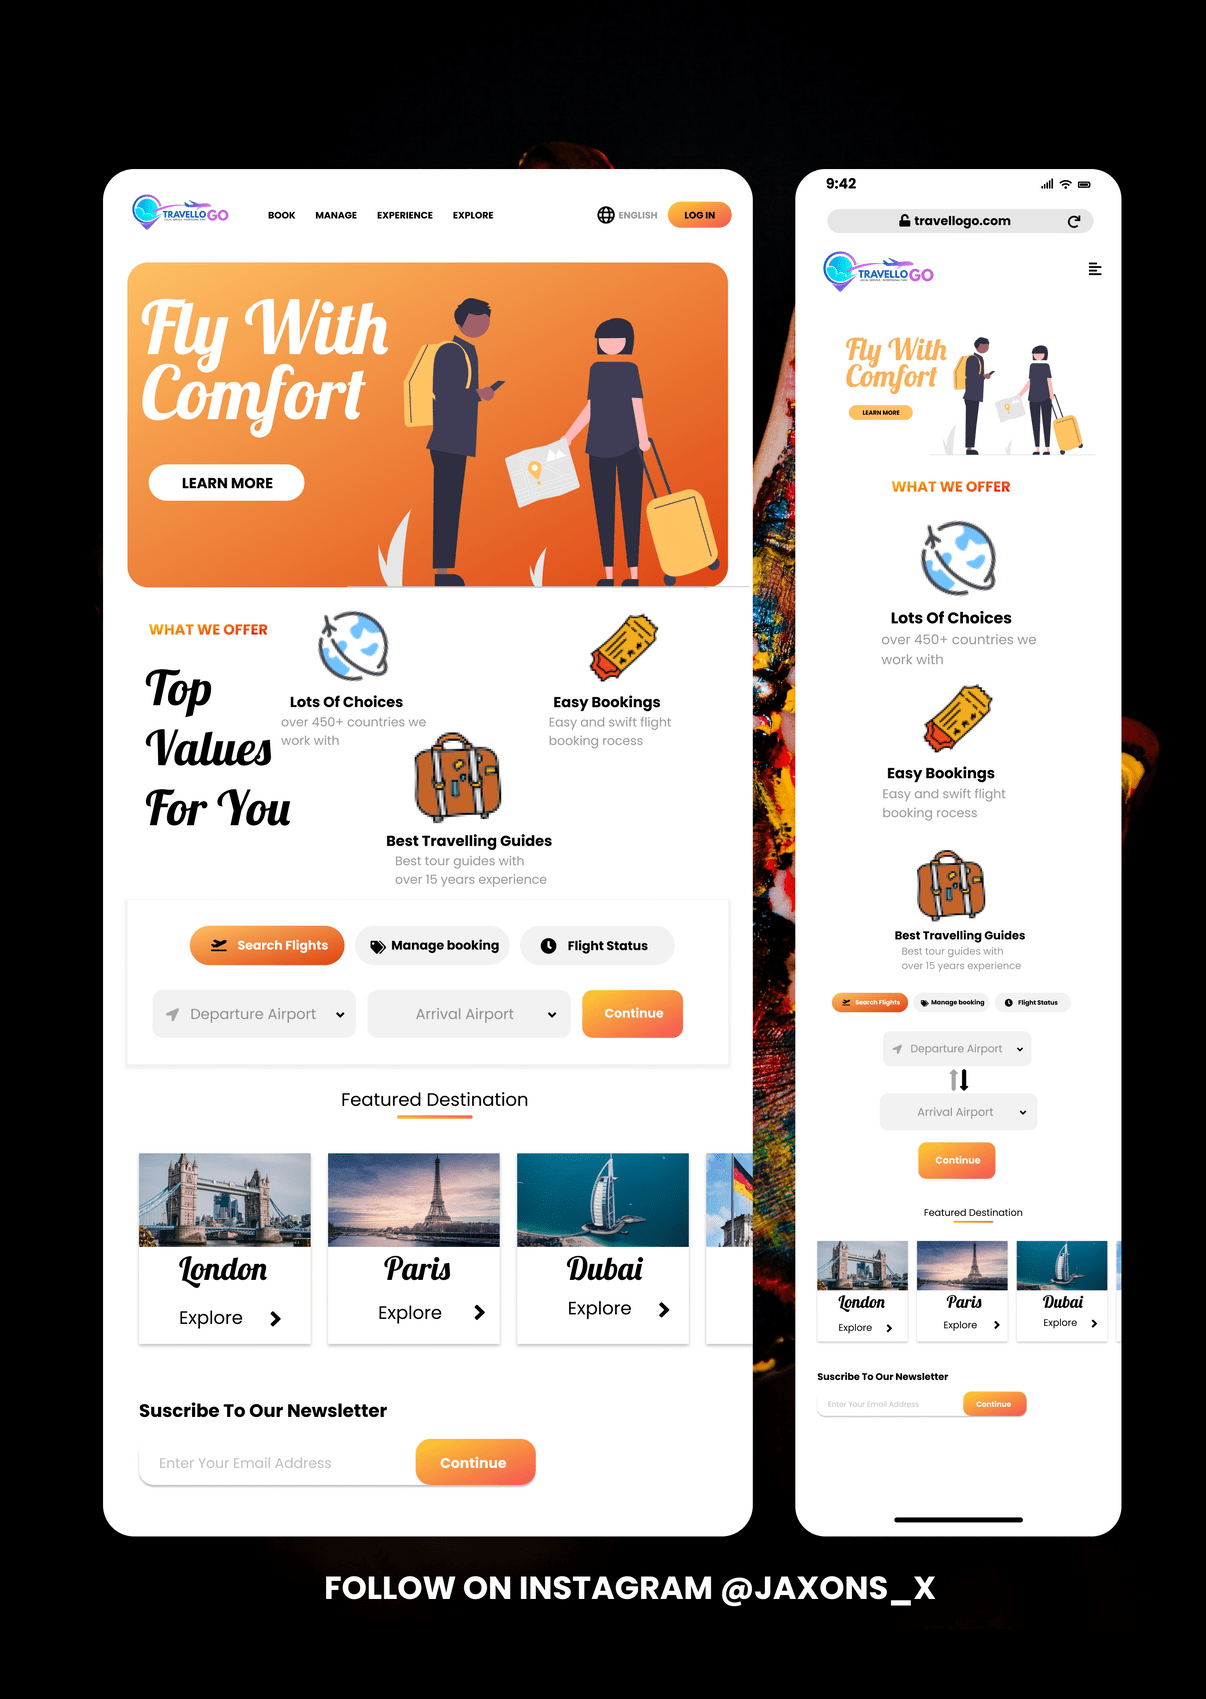 TRAVELLO GO
BOOK MANAGE EXPERIENCE EXPLORE
ENGLISH
LOG IN
Fly With
Comfort
LEARN MORE
WHAT WE OFFER
Top
Values
For You
Lots Of Choices
over 450+ countries we
work with
Easy Bookings
Easy and swift flight
booking rocess
Best Travelling Guides
Best tour guides with
over 15 years experience
Search Flights
Manage booking
Flight Status
Departure Airport
Arrival Airport
Continue
Featured Destination
London
Explore
Paris
Explore
Dubai
Explore
Suscribe To Our Newsletter
Enter Your Email Address
Continue
9:42
travellogo.com
TRAVELLO GO
Fly With
Comfort
LEARN MORE
WHAT WE OFFER
Lots Of Choices
over 450+ countries we
work with
Easy Bookings
Easy and swift flight
booking rocess
Best Travelling Guides
Best tour guides with
over 15 years experience
Search Flights
Manage booking
Flight Status
Departure Airport
Arrival Airport
Continue
Featured Destination
London
Explore
Paris
Explore
Dubai
Explore
Suscribe To Our Newsletter
Enter Your Email Address
Continue
FOLLOW ON INSTAGRAM @JAXONS_X